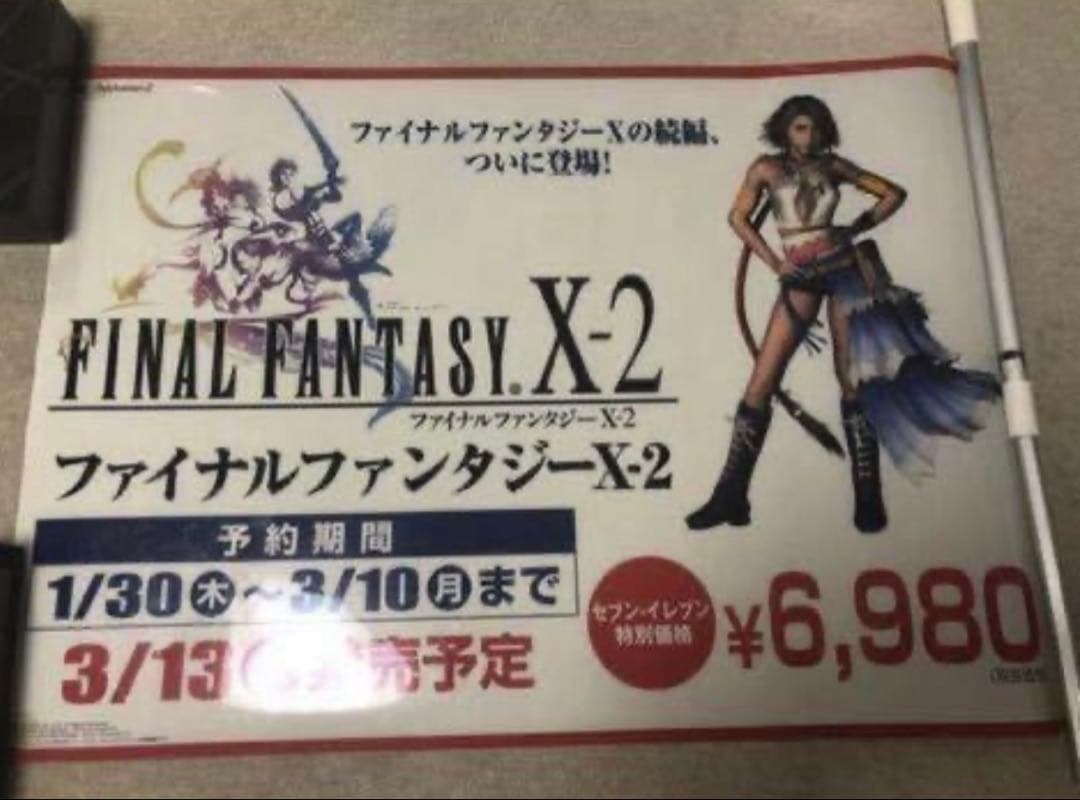 ファイナルファンタジーXの続編、
ついに登場!
FINAL FANTASY. X-2
ファイナルファンタジー X-2
ファイナルファンタジーX-2
予約期間
1/30㊍~3/10㊊まで
3/13 売予定
セブン-イレブン
特別価格
¥6,980